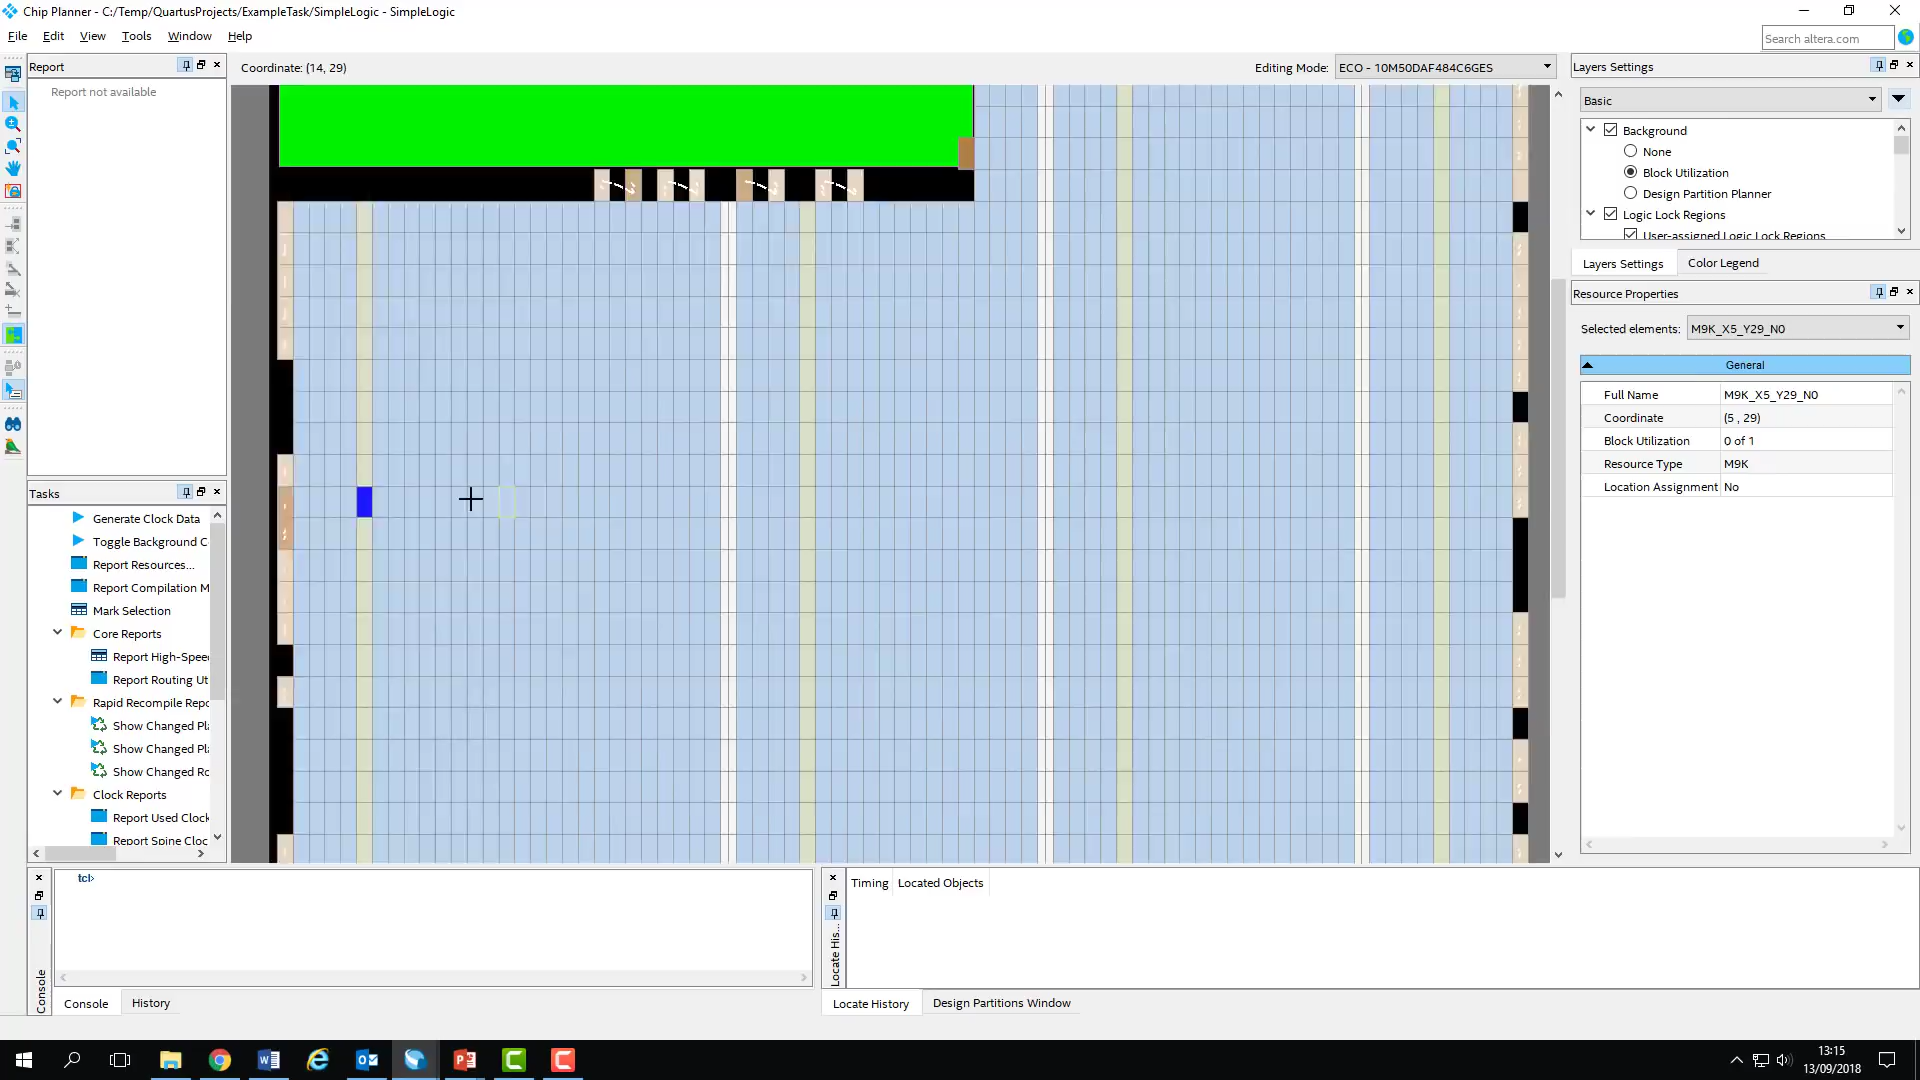 Chip Planner - C:/Temp/QuartusProjects/ExampleTask/SimpleLogic - SimpleLogic
File Edit View Tools Window Help
Search altera.com
Report
Report not available
Coordinate: (14, 29)
Editing Mode: ECO - 10M50DAF484C6GES
Layers Settings
Basic
Background
None
Block Utilization
Design Partition Planner
Logic Lock Regions
User-assigned Logic Lock Regions
Layers Settings Color Legend
Resource Properties
Selected elements: M9K_X5_Y29_N0
General
Full Name M9K_X5_Y29_N0
Coordinate (5 , 29)
Block Utilization 0 of 1
Resource Type M9K
Location Assignment No
Tasks
Generate Clock Data
Toggle Background C
Report Resources...
Report Compilation M
Mark Selection
Core Reports
Report High-Spee
Report Routing Ut
Rapid Recompile Repo
Show Changed Pla
Show Changed Pla
Show Changed Ro
Clock Reports
Report Used Clock
Report Spine Cloc
tcl>
Console
Console History
Timing Located Objects
Locate His...
Locate History Design Partitions Window
13:15
13/09/2018